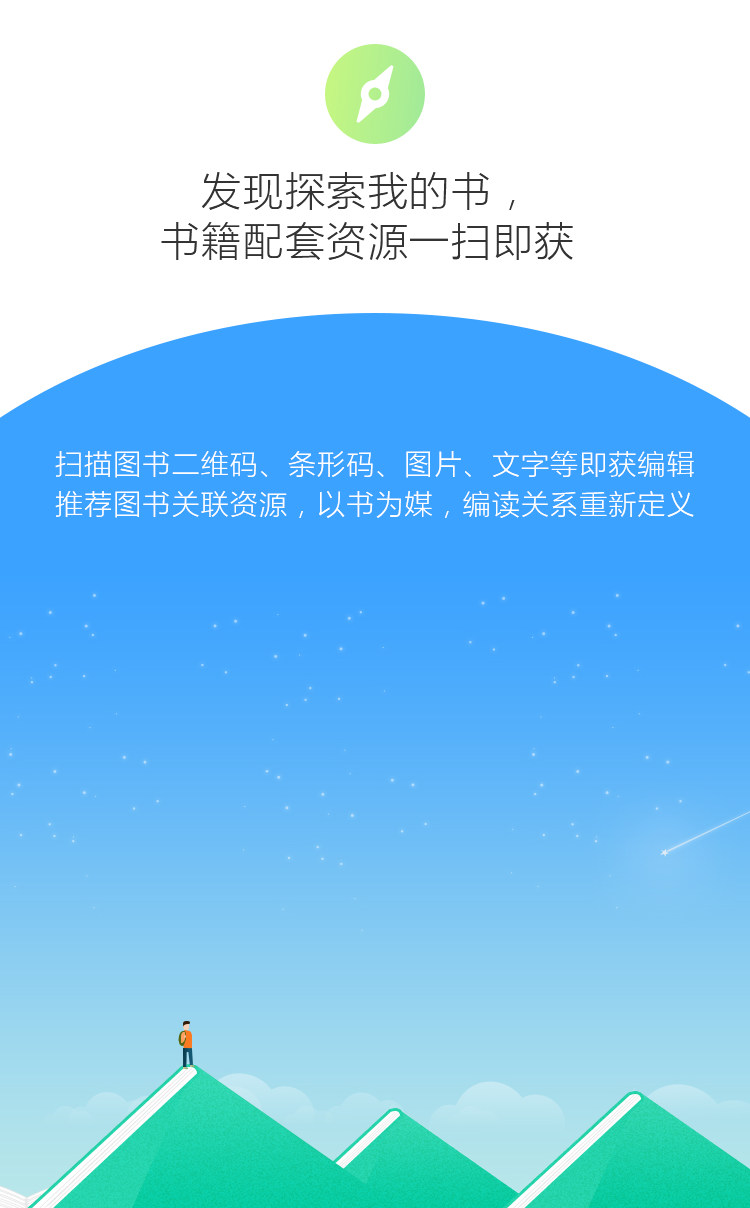 发现探索我的书，
书籍配套资源一扫即获
扫描图书二维码、条形码、图片、文字等即获编辑
推荐图书关联资源，以书为媒，编读关系重新定义